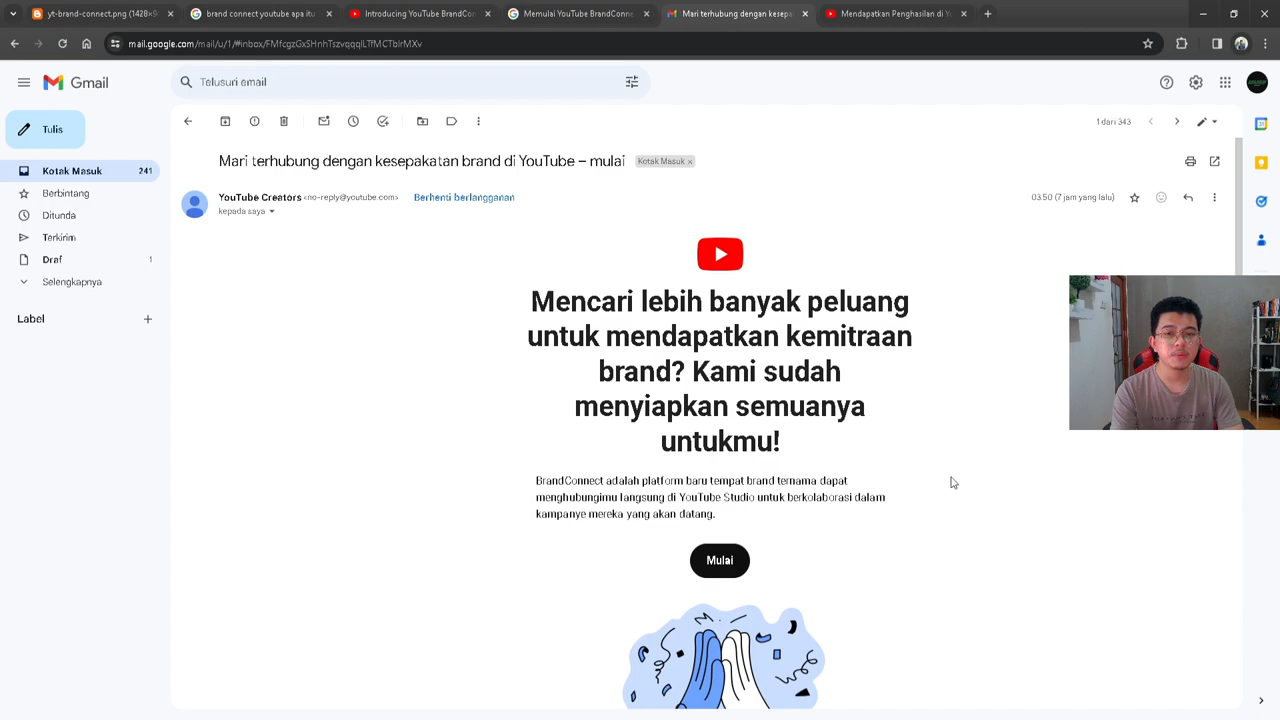 yt-brand-connect.png (1428×9
brand connect youtube apa itu
Introducing YouTube BrandCon
Memulai YouTube BrandConne
Mari terhubung dengan kesepa
Mendapatkan Penghasilan di Y
mail.google.com/mail/u/1/#inbox/FMfcgzGxSHnhTszvqqqlLTfMCTblrMXv
Gmail
Telusuri email
Tulis
1 dari 343
Kotak Masuk 241
Berbintang
Ditunda
Terkirim
Draf 1
Selengkapnya
Label
Mari terhubung dengan kesepakatan brand di YouTube – mulai
Kotak Masuk ×
YouTube Creators <no-reply@youtube.com> Berhenti berlangganan
03.50 (7 jam yang lalu)
kepada saya
Mencari lebih banyak peluang
untuk mendapatkan kemitraan
brand? Kami sudah
menyiapkan semuanya
untukmu!
BrandConnect adalah platform baru tempat brand ternama dapat
menghubungimu langsung di YouTube Studio untuk berkolaborasi dalam
kampanye mereka yang akan datang.
Mulai